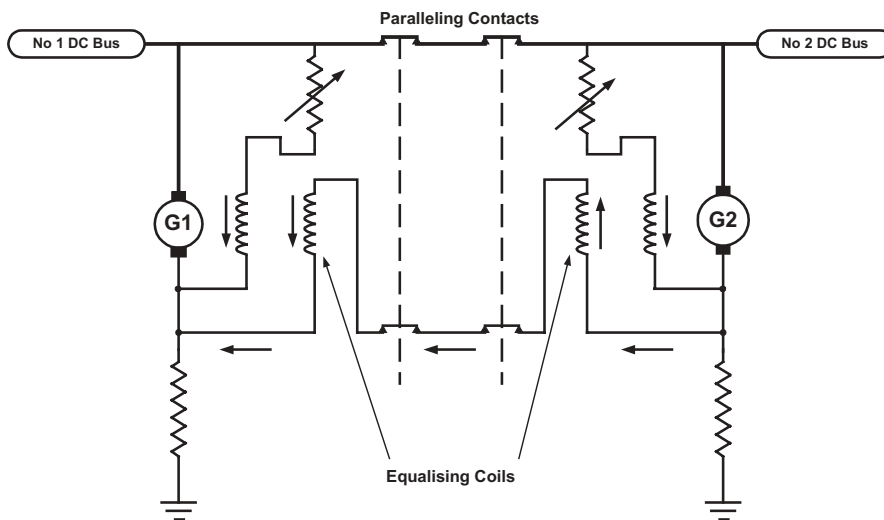 Paralleling Contacts
No 1 DC Bus
No 2 DC Bus
G1
G2
Equalising Coils